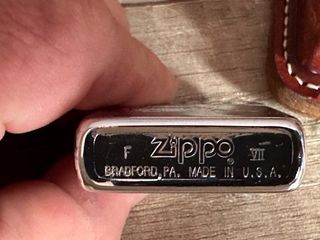 F Zippo® VII
BRADFORD, PA. MADE IN U.S.A.